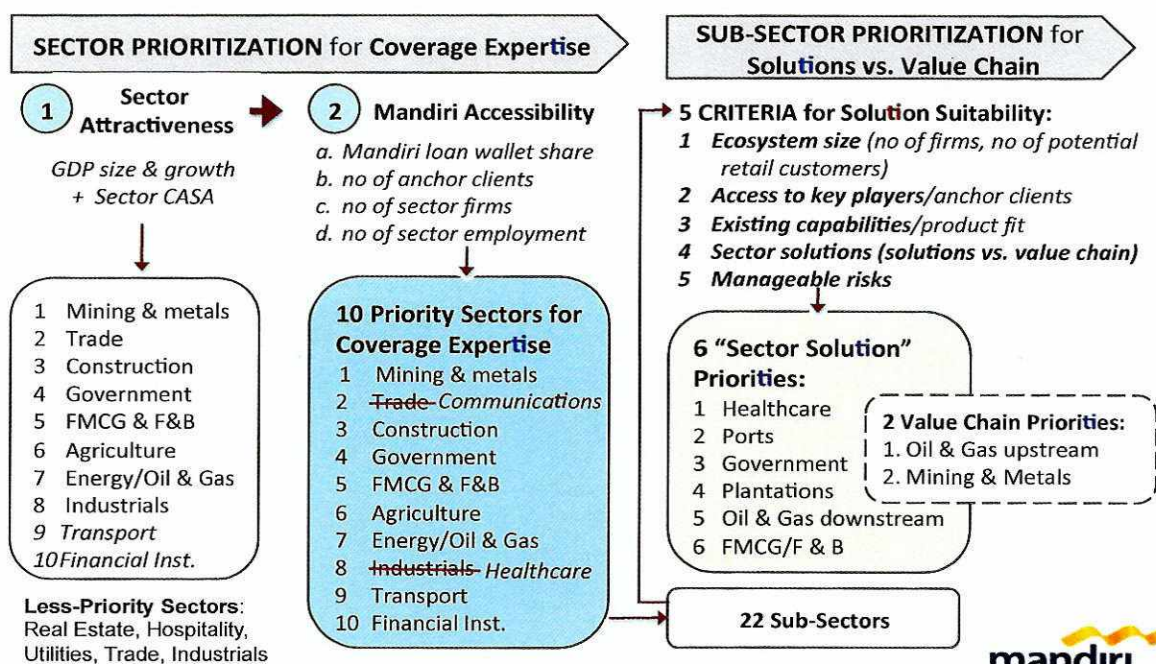 SECTOR PRIORITIZATION for Coverage Expertise
1
Sector
Attractiveness
GDP size & growth
+ Sector CASA
1 Mining & metals
2 Trade
3 Construction
4 Government
5 FMCG & F&B
6 Agriculture
7 Energy/Oil & Gas
8 Industrials
9 Transport
10 Financial Inst.
Less-Priority Sectors:
Real Estate, Hospitality,
Utilities, Trade, Industrials
2
Mandiri Accessibility
a. Mandiri loan wallet share
b. no of anchor clients
c. no of sector firms
d. no of sector employment
10 Priority Sectors for
Coverage Expertise
1 Mining & metals
2 Trade Communications
3 Construction
4 Government
5 FMCG & F&B
6 Agriculture
7 Energy/Oil & Gas
8 Industrials Healthcare
9 Transport
10 Financial Inst.
SUB-SECTOR PRIORITIZATION for
Solutions vs. Value Chain
5 CRITERIA for Solution Suitability:
1 Ecosystem size (no of firms, no of potential
retail customers)
2 Access to key players/anchor clients
3 Existing capabilities/product fit
4 Sector solutions (solutions vs. value chain)
5 Manageable risks
6 “Sector Solution”
Priorities:
1 Healthcare
2 Ports
3 Government
4 Plantations
5 Oil & Gas downstream
6 FMCG/F & B
2 Value Chain Priorities:
1. Oil & Gas upstream
2. Mining & Metals
22 Sub-Sectors
mandiri